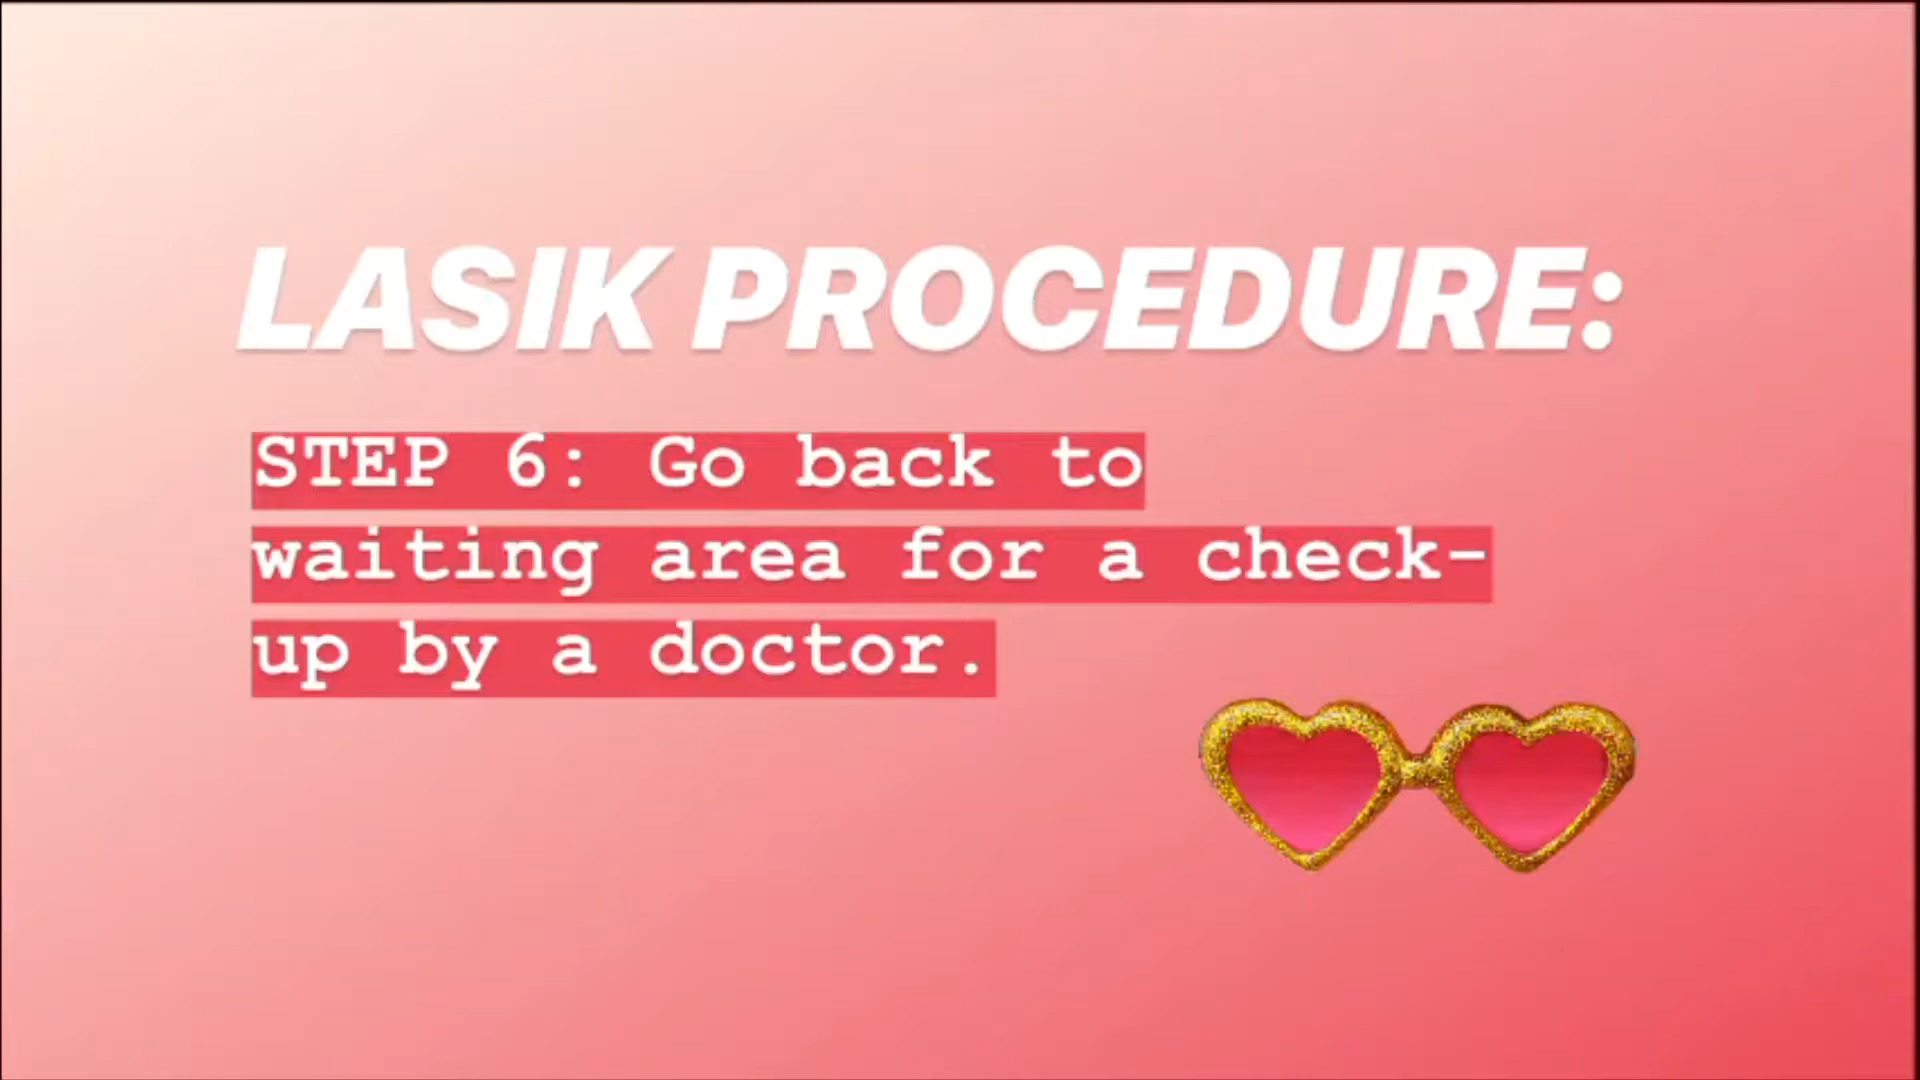 LASIK PROCEDURE:
STEP 6: Go back to
waiting area for a check-
up by a doctor.